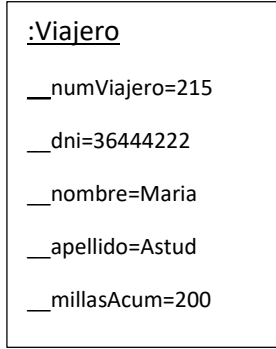 :Viajero
__numViajero=215
__dni=36444222
__nombre=Maria
__apellido=Astud
__millasAcum=200